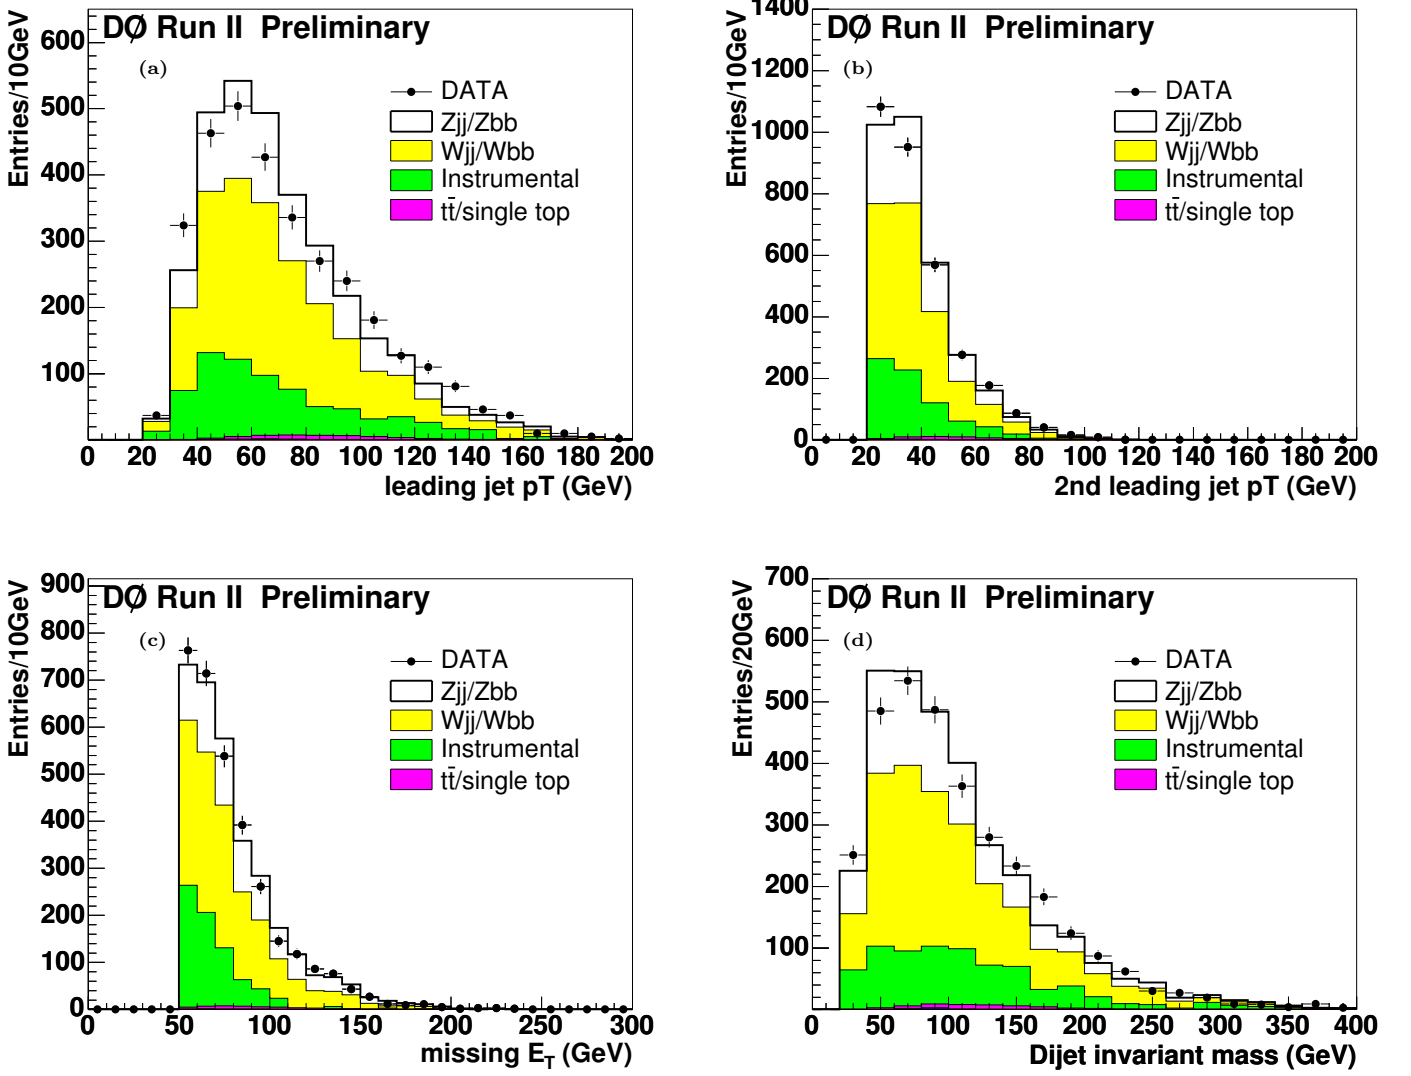 DØ Run II Preliminary
(a)
DATA
Zjj/Zbb
Wjj/Wbb
Instrumental
tt̄/single top
Entries/10GeV
600
500
400
300
200
100
0 20 40 60 80 100 120 140 160 180 200
leading jet pT (GeV)
DØ Run II Preliminary
(b)
DATA
Zjj/Zbb
Wjj/Wbb
Instrumental
tt̄/single top
Entries/10GeV
1400
1200
1000
800
600
400
200
0
0 20 40 60 80 100 120 140 160 180 200
2nd leading jet pT (GeV)
DØ Run II Preliminary
(c)
DATA
Zjj/Zbb
Wjj/Wbb
Instrumental
tt̄/single top
Entries/10GeV
900
800
700
600
500
400
300
200
100
0
0 50 100 150 200 250 300
missing E_T (GeV)
DØ Run II Preliminary
(d)
DATA
Zjj/Zbb
Wjj/Wbb
Instrumental
tt̄/single top
Entries/20GeV
700
600
500
400
300
200
100
0 50 100 150 200 250 300 350 400
Dijet invariant mass (GeV)